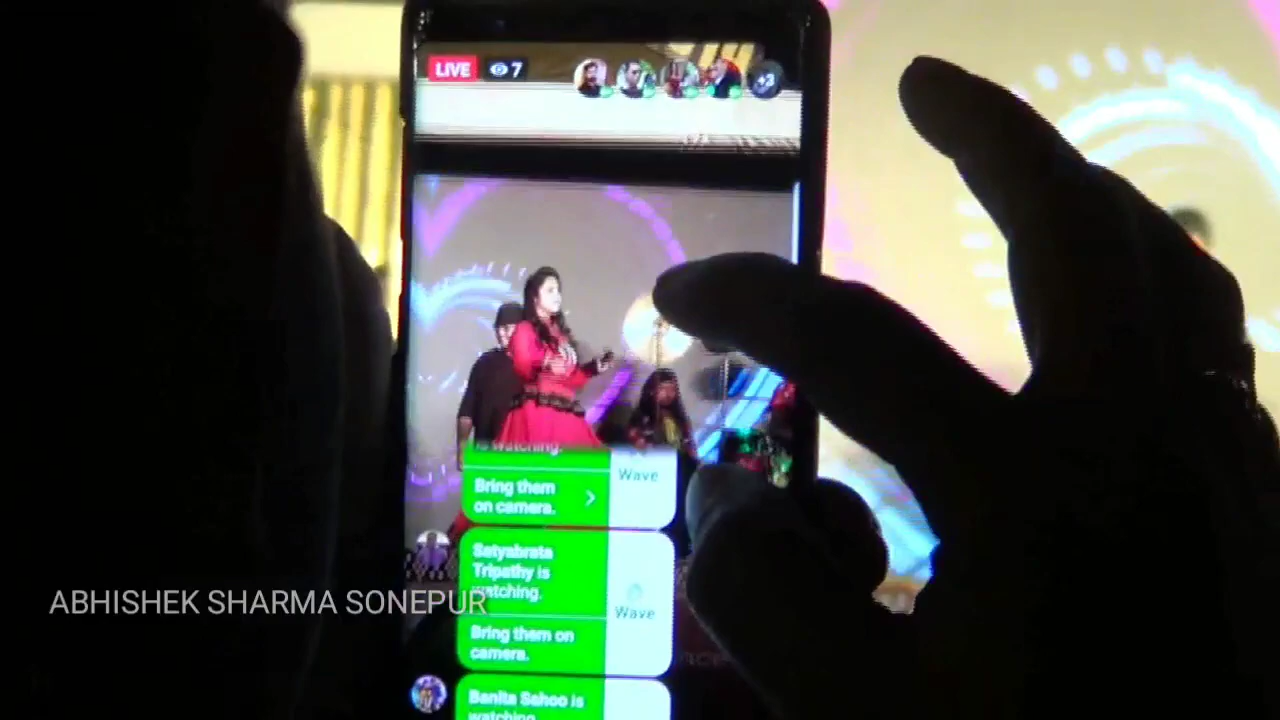 LIVE 7
+3
is watching.
Wave
Bring them
on camera.
Satyabrata
Tripathy is
watching.
Wave
Bring them on
camera.
Banita Sahoo is
watching.
ABHISHEK SHARMA SONEPUR